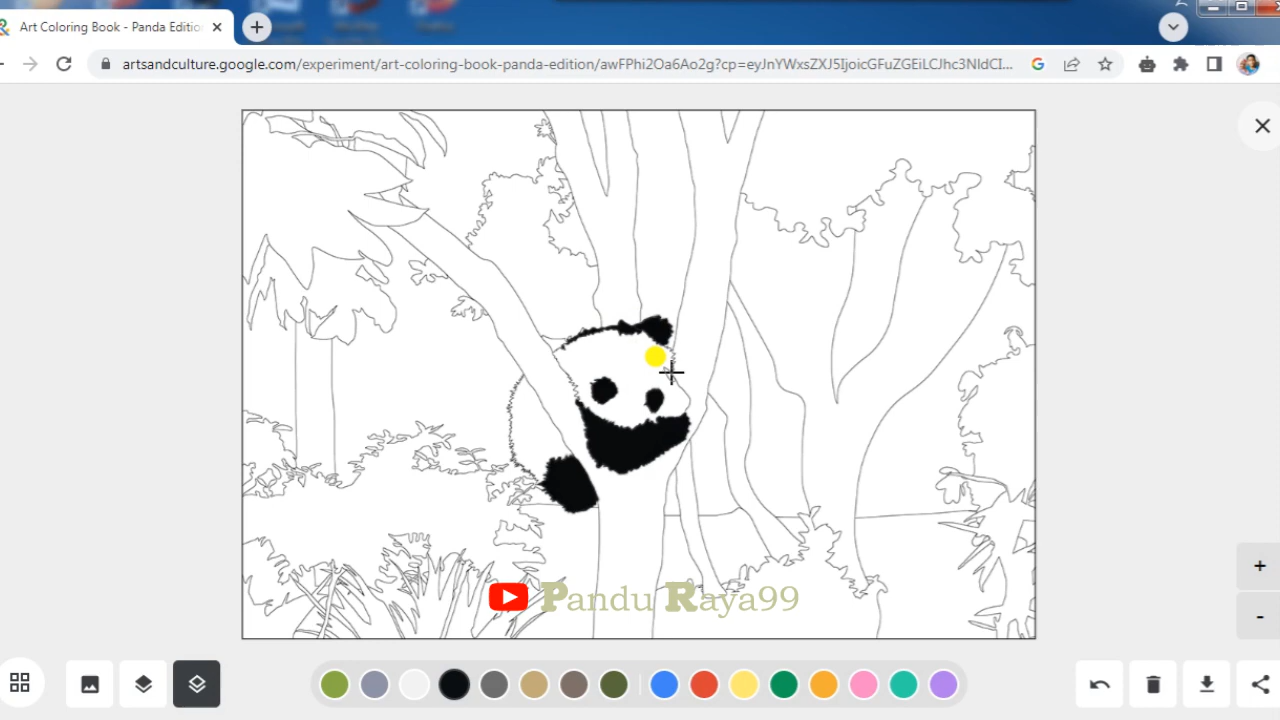 Art Coloring Book - Panda Editio
artsandculture.google.com/experiment/art-coloring-book-panda-edition/awFPhi2Oa6Ao2g?cp=eyJnYWxsZXJ5IjoicGFuZGEiLCJhc3NldCI...
Pandu Raya99